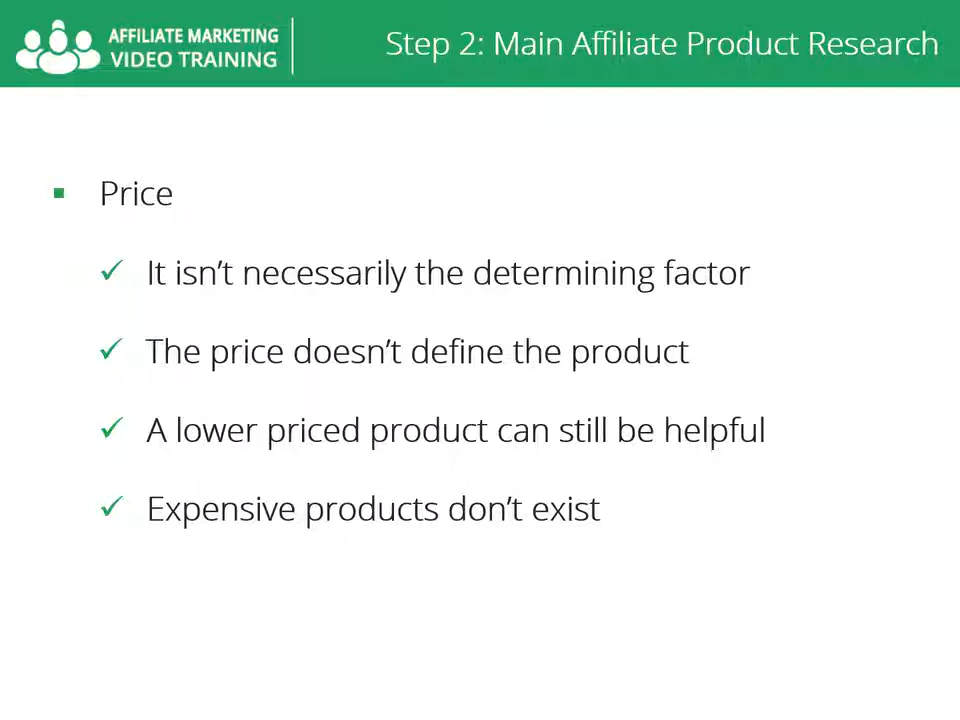 AFFILIATE MARKETING
VIDEO TRAINING
Step 2: Main Affiliate Product Research
Price
It isn’t necessarily the determining factor
The price doesn’t define the product
A lower priced product can still be helpful
Expensive products don’t exist